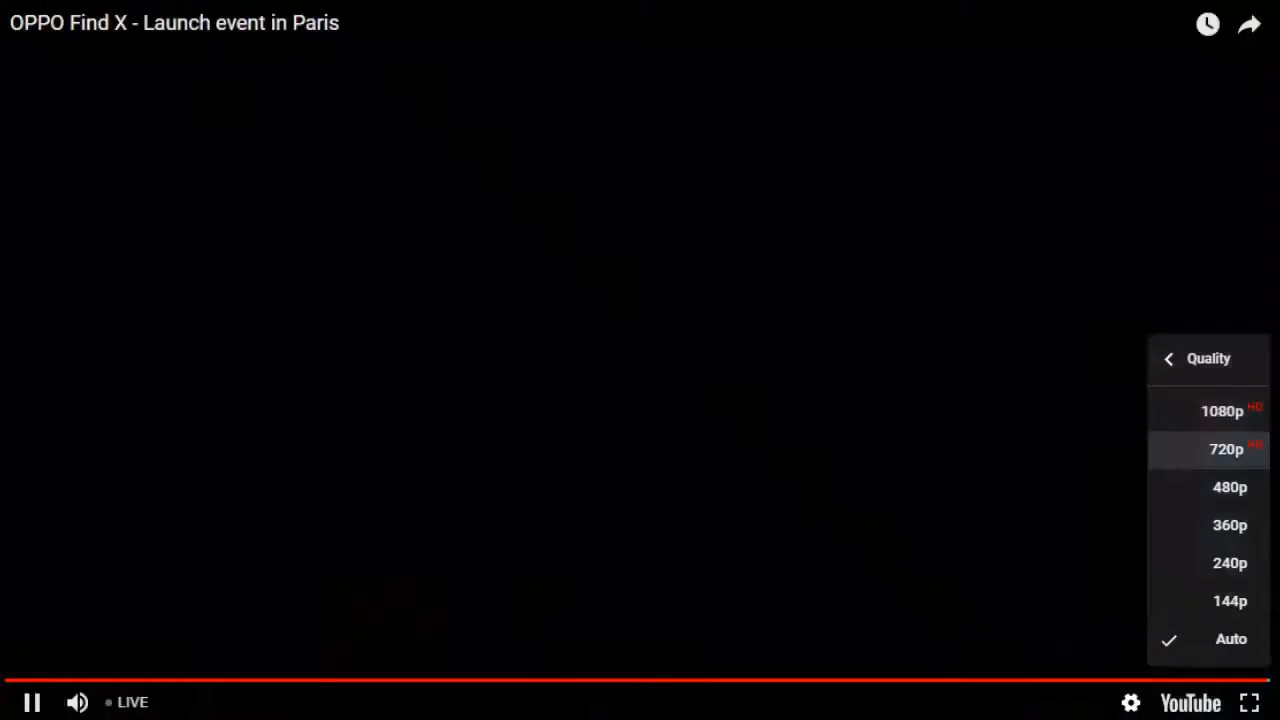 OPPO Find X - Launch event in Paris
Quality
1080p HD
720p HD
480p
360p
240p
144p
Auto
LIVE
YouTube